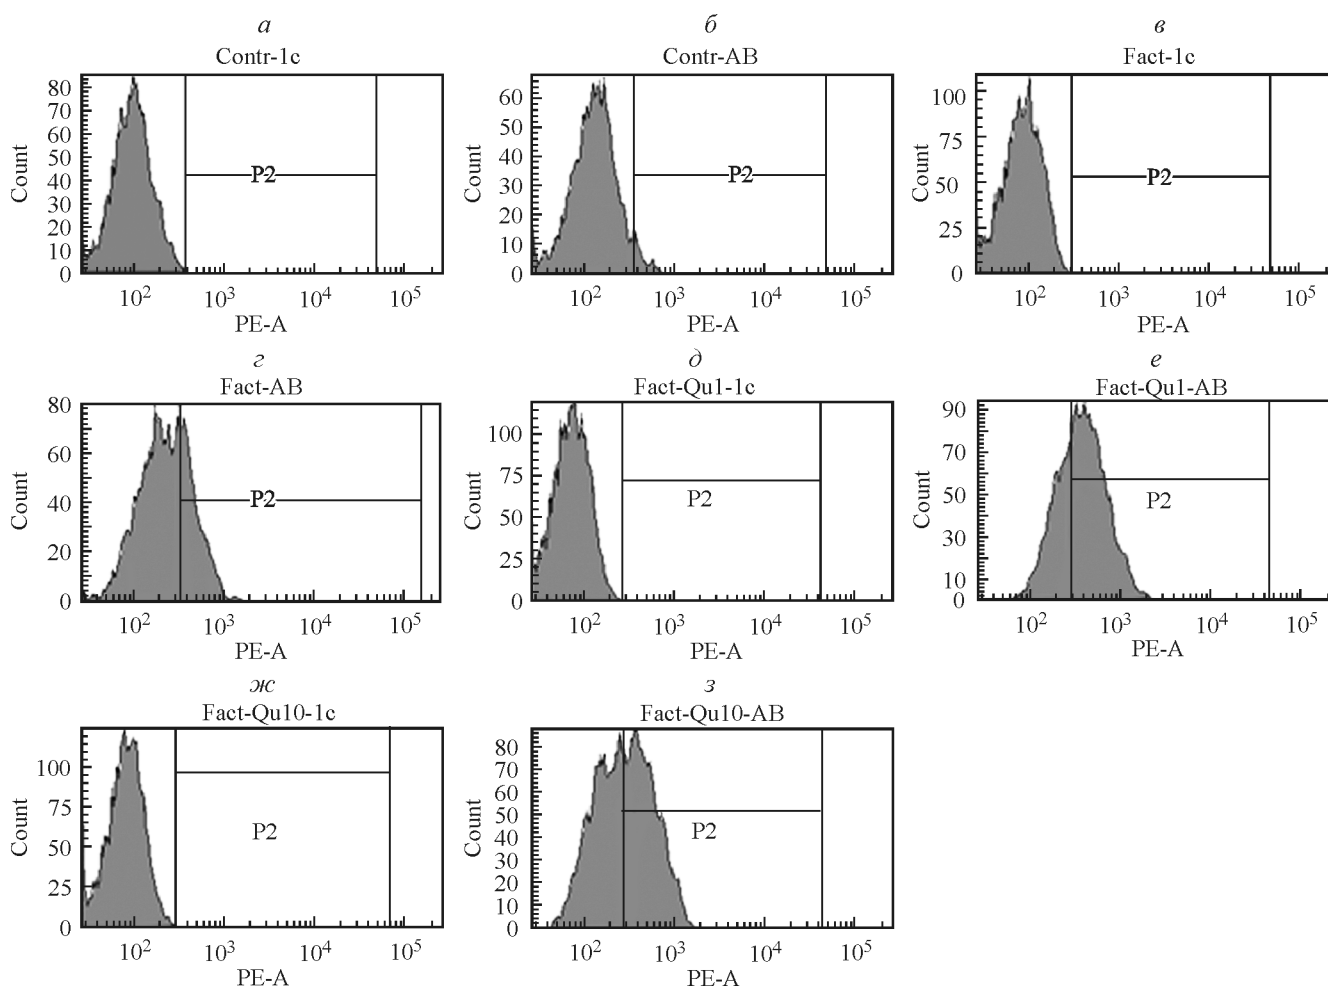 а
Contr-1c
80
70
60
50
40
30
20
10
0
Count
P2
10²
10³
10⁴
10⁵
PE-A
б
Contr-AB
60
50
40
30
20
10
0
Count
P2
10²
10³
10⁴
10⁵
PE-A
в
Fact-1c
100
75
50
25
0
Count
P2
10²
10³
10⁴
10⁵
PE-A
г
Fact-AB
80
60
40
20
0
Count
P2
10²
10³
10⁴
10⁵
PE-A
д
Fact-Qu1-1c
100
75
50
25
0
Count
P2
10²
10³
10⁴
10⁵
PE-A
е
Fact-Qu1-AB
90
70
50
30
10
0
Count
P2
10²
10³
10⁴
10⁵
PE-A
ж
Fact-Qu10-1c
100
75
50
25
0
Count
P2
10²
10³
10⁴
10⁵
PE-A
з
Fact-Qu10-AB
80
70
60
50
40
30
20
10
0
Count
P2
10²
10³
10⁴
10⁵
PE-A